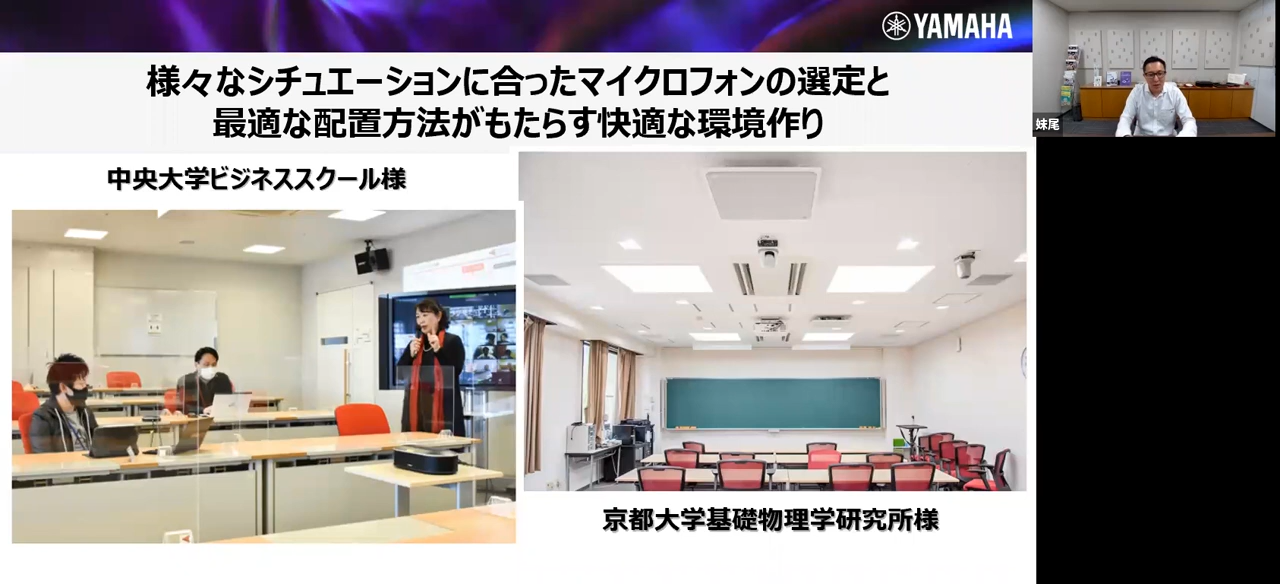 YAMAHA
様々なシチュエーションに合ったマイクロフォンの選定と
最適な配置方法がもたらす快適な環境作り
妹尾
中央大学ビジネススクール様
京都大学基礎物理学研究所様